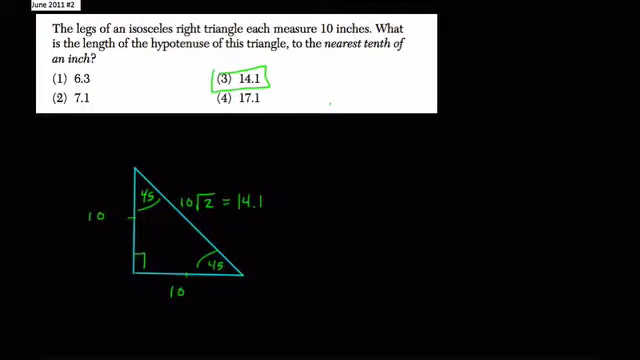 June 2011 #2
The legs of an isosceles right triangle each measure 10 inches. What
is the length of the hypotenuse of this triangle, to the nearest tenth of
an inch?
(1) 6.3 (3) 14.1
(2) 7.1 (4) 17.1
45
10
10√2 = 14.1
45
10